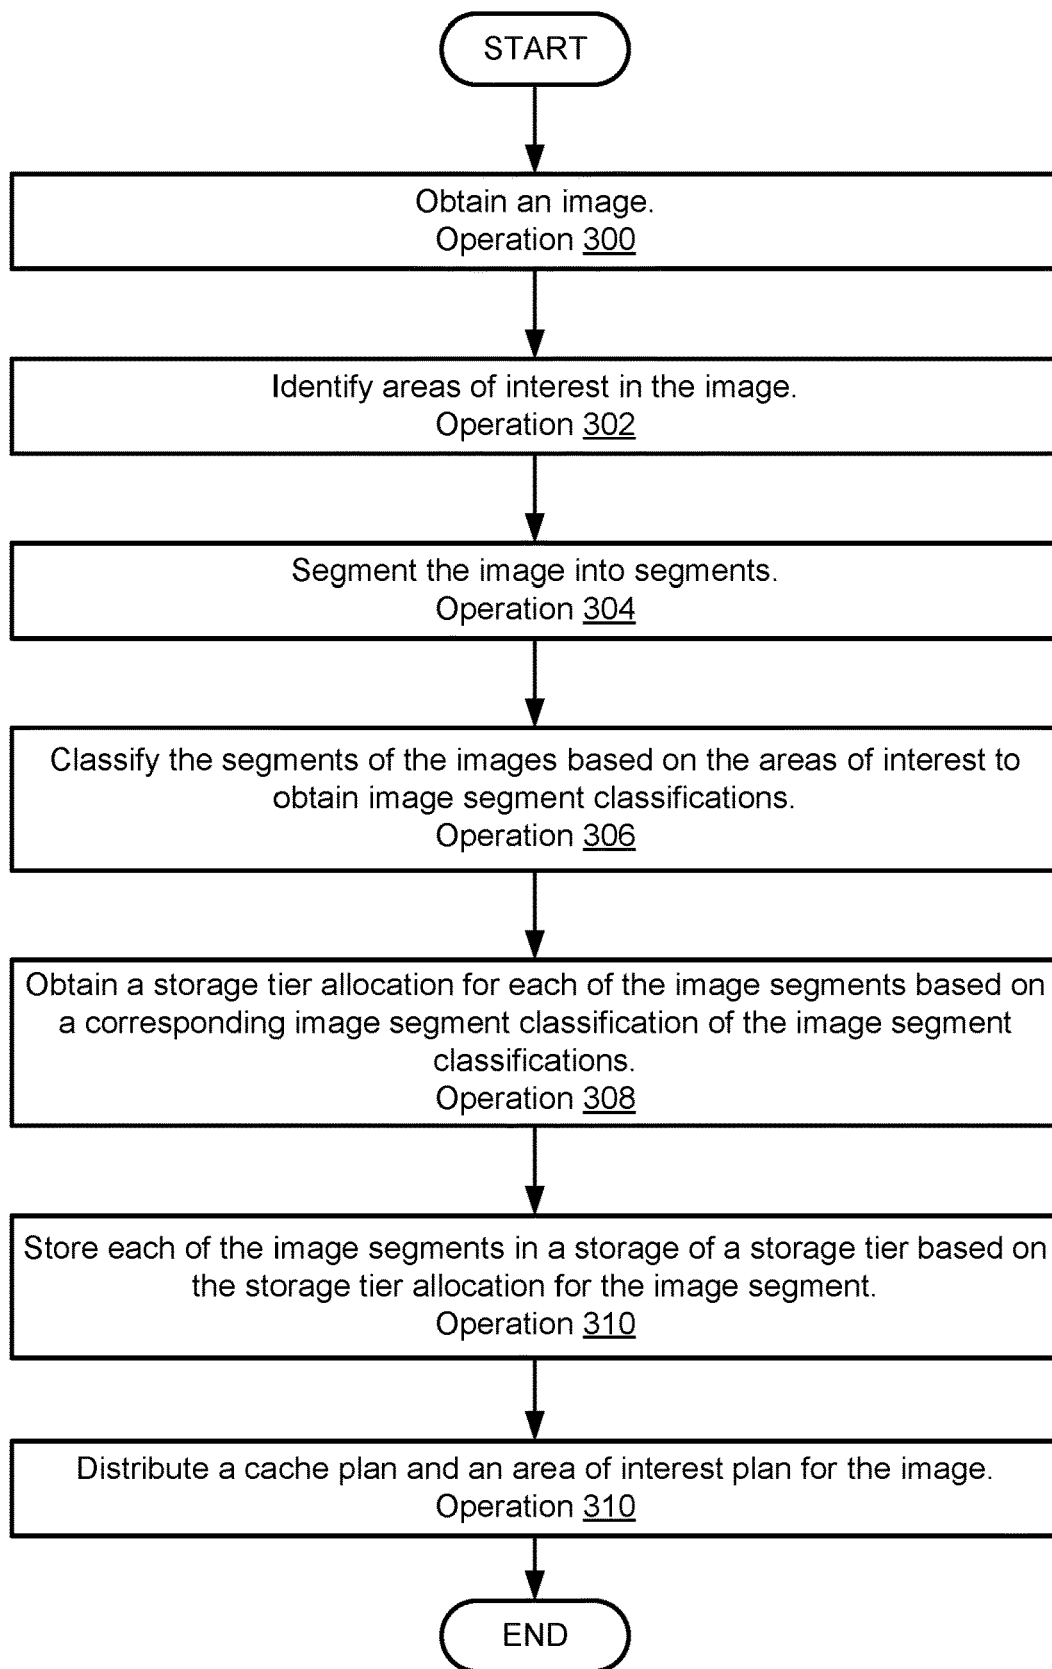 START
Obtain an image.
Operation 300
Identify areas of interest in the image.
Operation 302
Segment the image into segments.
Operation 304
Classify the segments of the images based on the areas of interest to
obtain image segment classifications.
Operation 306
Obtain a storage tier allocation for each of the image segments based on
a corresponding image segment classification of the image segment
classifications.
Operation 308
Store each of the image segments in a storage of a storage tier based on
the storage tier allocation for the image segment.
Operation 310
Distribute a cache plan and an area of interest plan for the image.
Operation 310
END